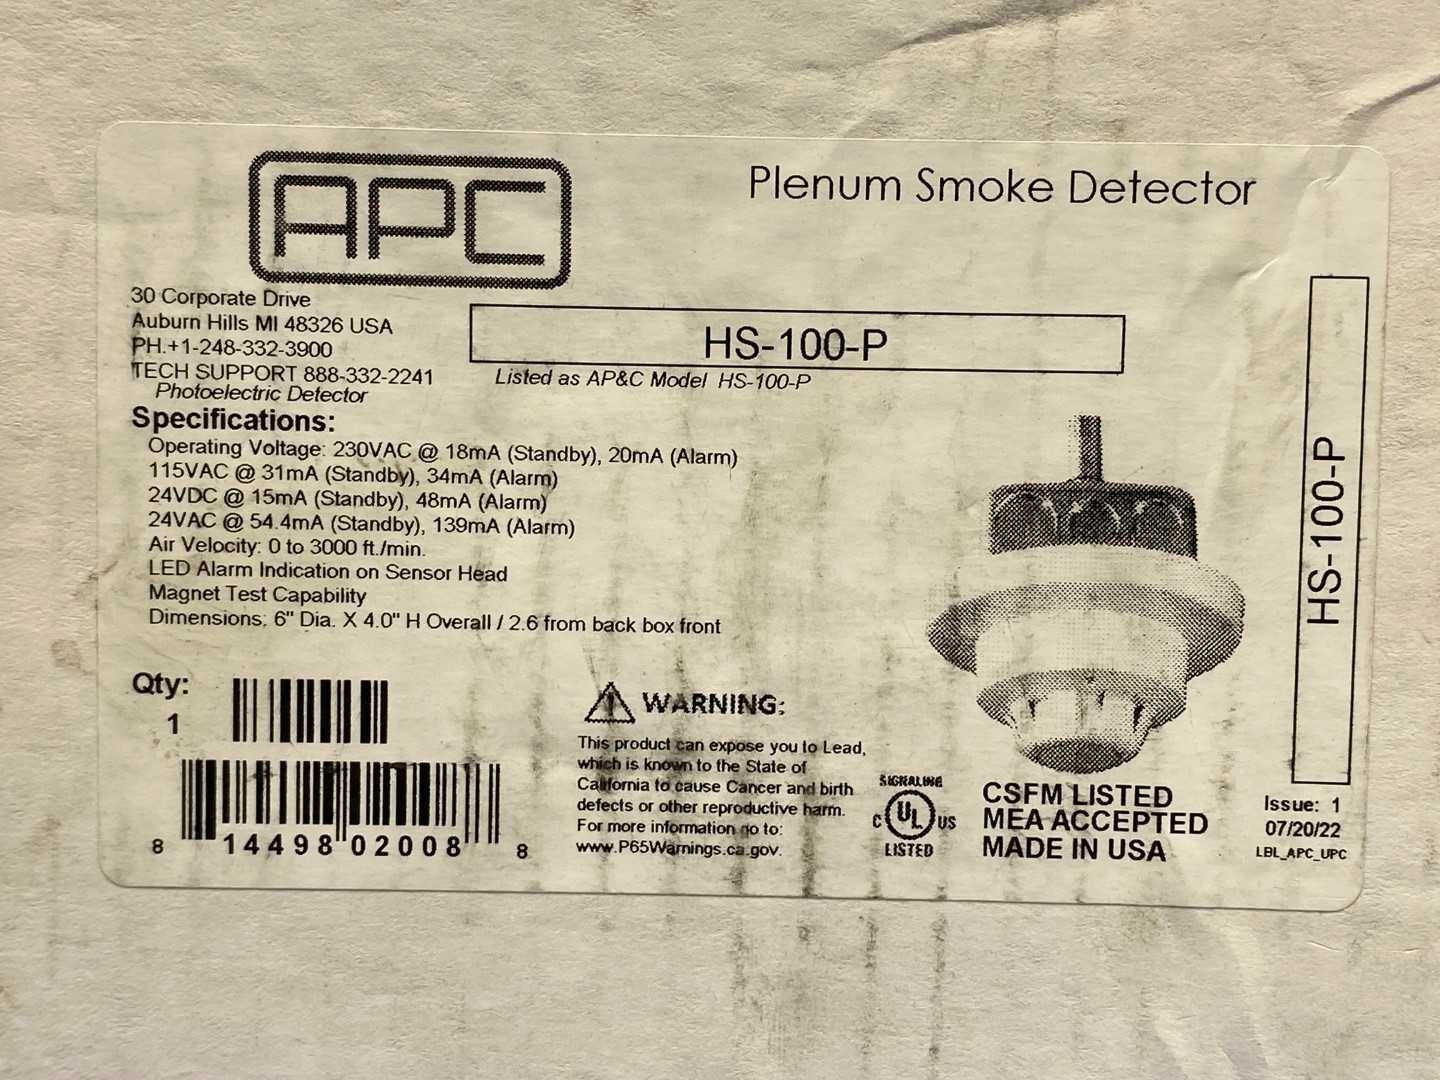 APC
Plenum Smoke Detector
30 Corporate Drive
Auburn Hills MI 48326 USA
PH.+1-248-332-3900
TECH SUPPORT 888-332-2241
Photoelectric Detector
HS-100-P
Listed as AP&C Model HS-100-P
Specifications:
Operating Voltage: 230VAC @ 18mA (Standby), 20mA (Alarm)
115VAC @ 31mA (Standby), 34mA (Alarm)
24VDC @ 15mA (Standby), 48mA (Alarm)
24VAC @ 54.4mA (Standby), 139mA (Alarm)
Air Velocity: 0 to 3000 ft./min.
LED Alarm Indication on Sensor Head
Magnet Test Capability
Dimensions: 6" Dia. X 4.0" H Overall / 2.6 from back box front
HS-100-P
Qty:
1
8 14498 02008 8
WARNING:
This product can expose you to Lead,
which is known to the State of
California to cause Cancer and birth
defects or other reproductive harm.
For more information go to:
www.P65Warnings.ca.gov.
SIGNALING
C UL US
LISTED
CSFM LISTED
MEA ACCEPTED
MADE IN USA
Issue: 1
07/20/22
LBL_APC_UPC